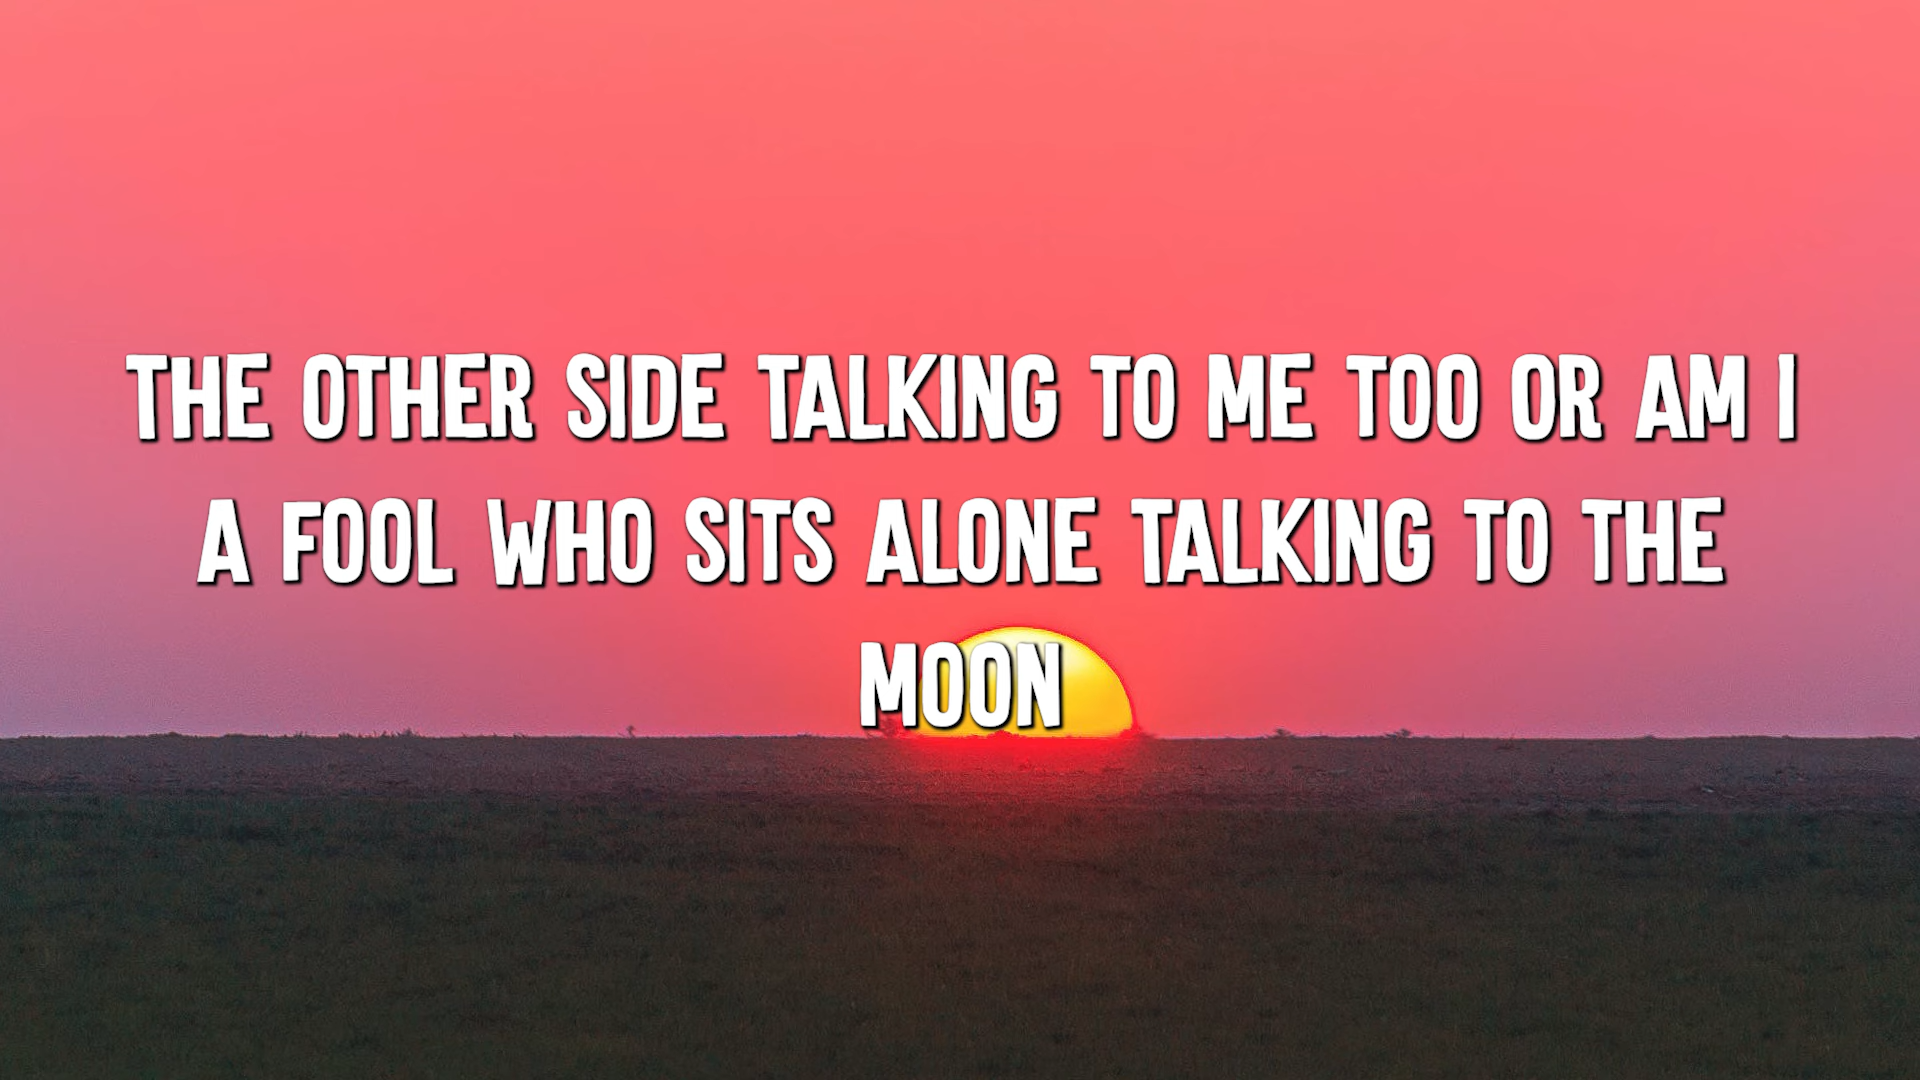 THE OTHER SIDE TALKING TO ME TOO OR AM I
A FOOL WHO SITS ALONE TALKING TO THE
MOON